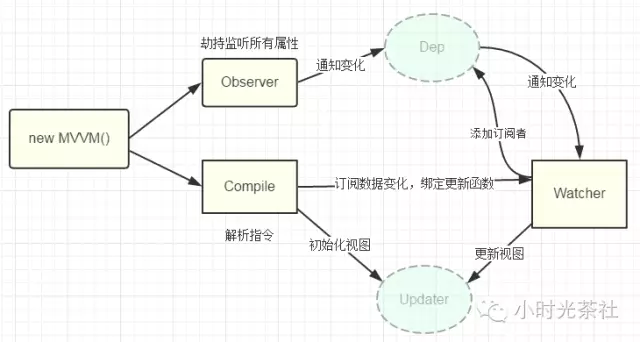 劫持监听所有属性
Observer
通知变化
Dep
通知变化
new MVVM()
添加订阅者
Compile
订阅数据变化，绑定更新函数
Watcher
解析指令
初始化视图
更新视图
Updater
小时光茶社